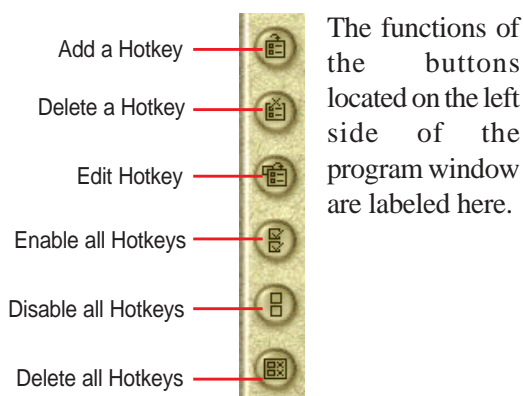 Add a Hotkey
Delete a Hotkey
Edit Hotkey
Enable all Hotkeys
Disable all Hotkeys
Delete all Hotkeys
The functions of
the buttons
located on the left
side of the
program window
are labeled here.